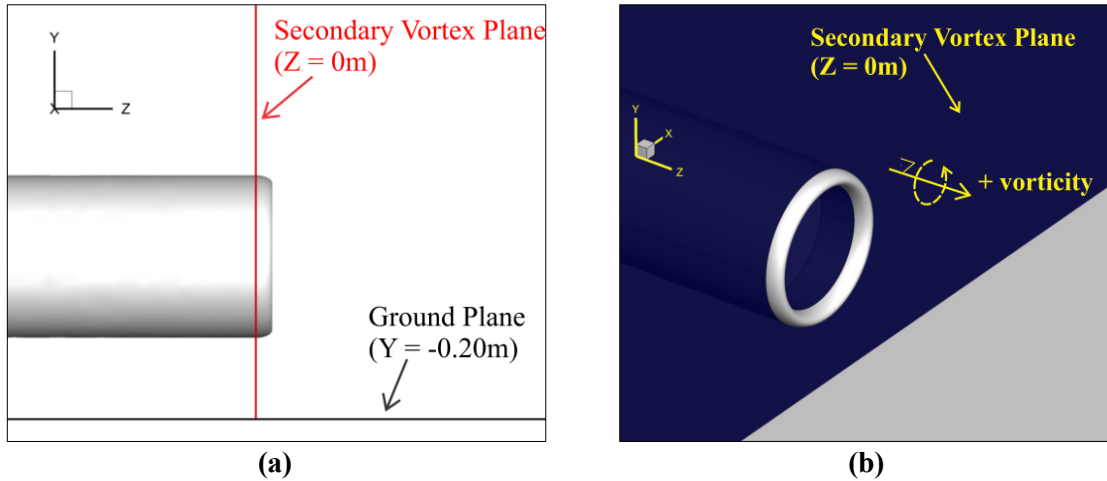 Secondary Vortex Plane
(Z = 0m)
Y
X
Z
Ground Plane
(Y = -0.20m)
(a)
Secondary Vortex Plane
(Z = 0m)
Y
X
Z
Z
+ vorticity
(b)